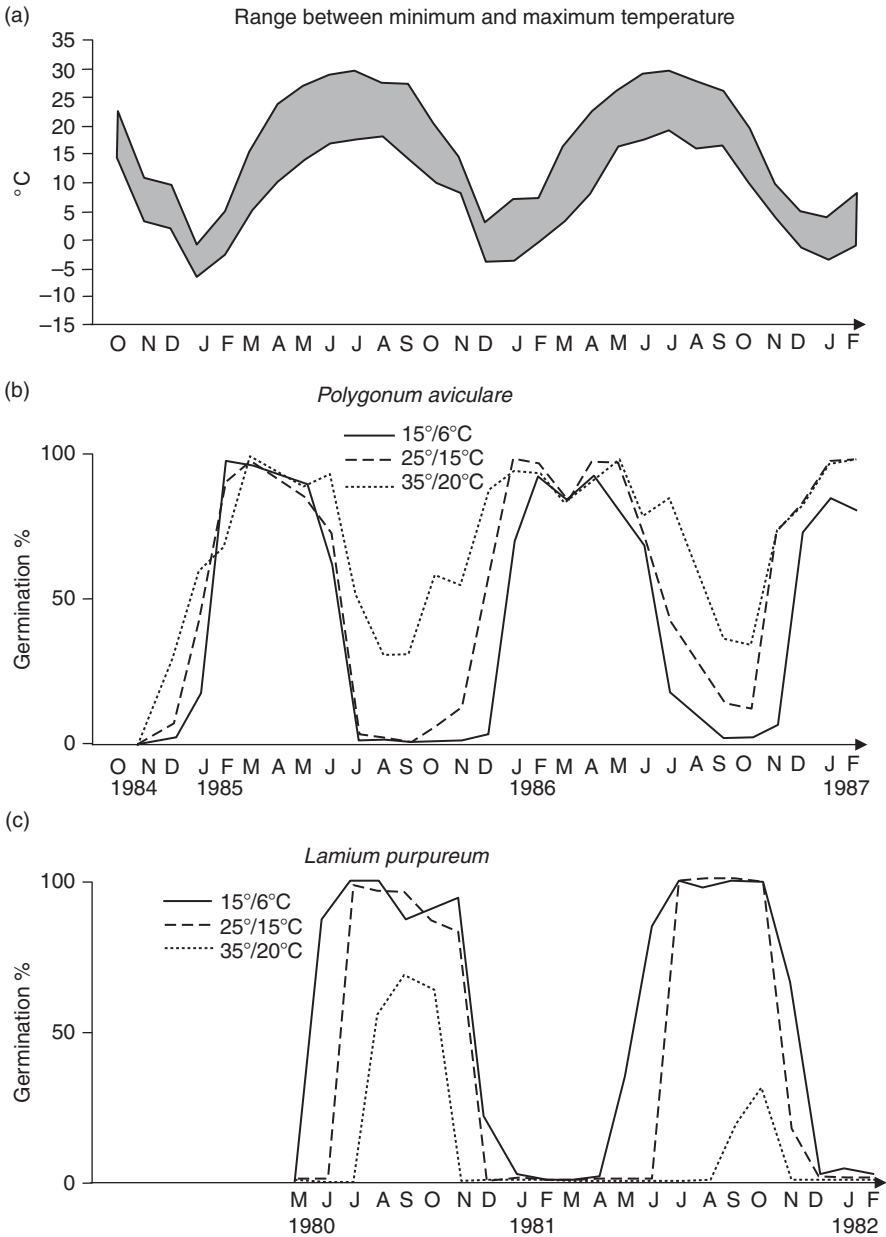 (a)
Range between minimum and maximum temperature
35
30
25
20
15
10
5
0
–5
–10
–15
°C
O N D J F M A M J J A S O N D J F M A M J J A S O N D J F
(b)
Polygonum aviculare
15°/6°C
25°/15°C
35°/20°C
100
50
0
Germination %
O N D J F M A M J J A S O N D J F M A M J J A S O N D J F
1984 1985 1986 1987
(c)
Lamium purpureum
15°/6°C
25°/15°C
35°/20°C
100
50
0
Germination %
M J J A S O N D J F M A M J J A S O N D J F
1980 1981 1982